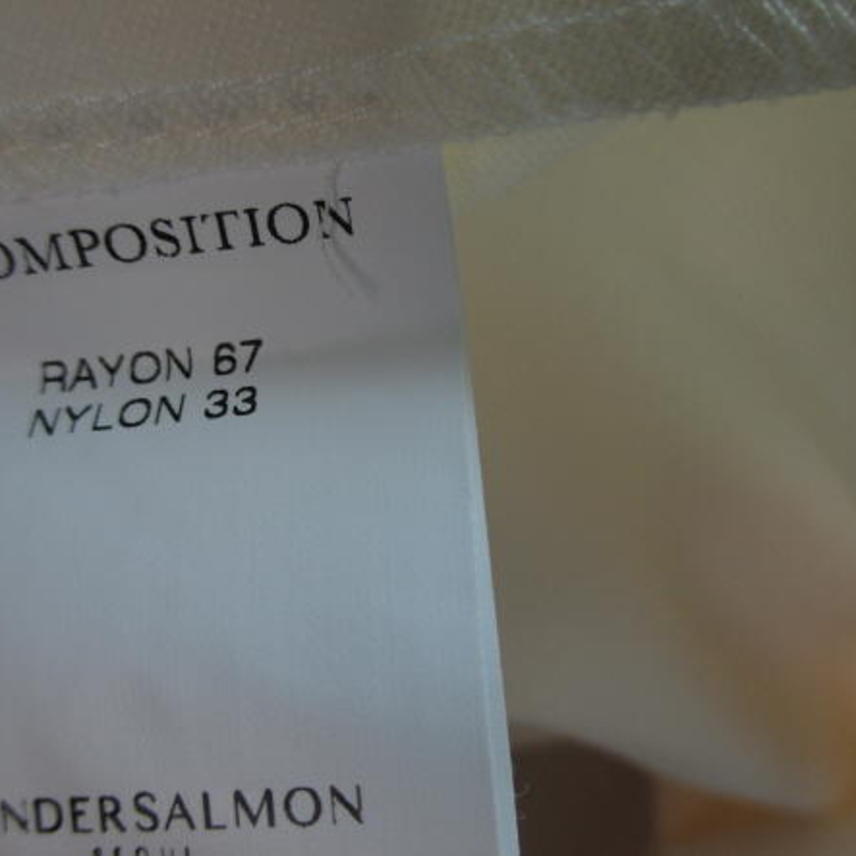 OMPOSITION
RAYON 67
NYLON 33
NDERSALMON